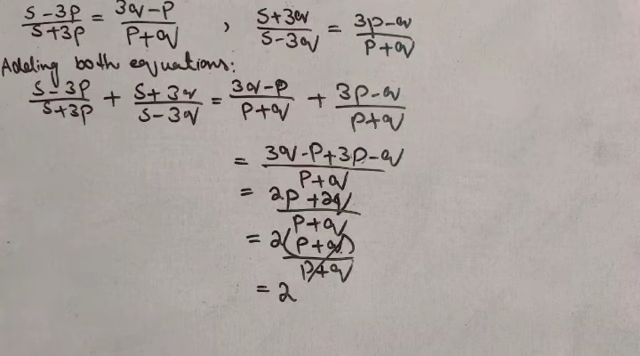 (S-3P)/(S+3P) = (3q-P)/(P+q) , (S+3q)/(S-3q) = (3p-q)/(P+q)
Adding both equations:
(S-3P)/(S+3P) + (S+3q)/(S-3q) = (3q-P)/(P+q) + (3P-q)/(P+q)
= (3q-P+3P-q)/(P+q)
= (2P+2q)/(P+q)
= 2(P+q)/(P+q)
= 2